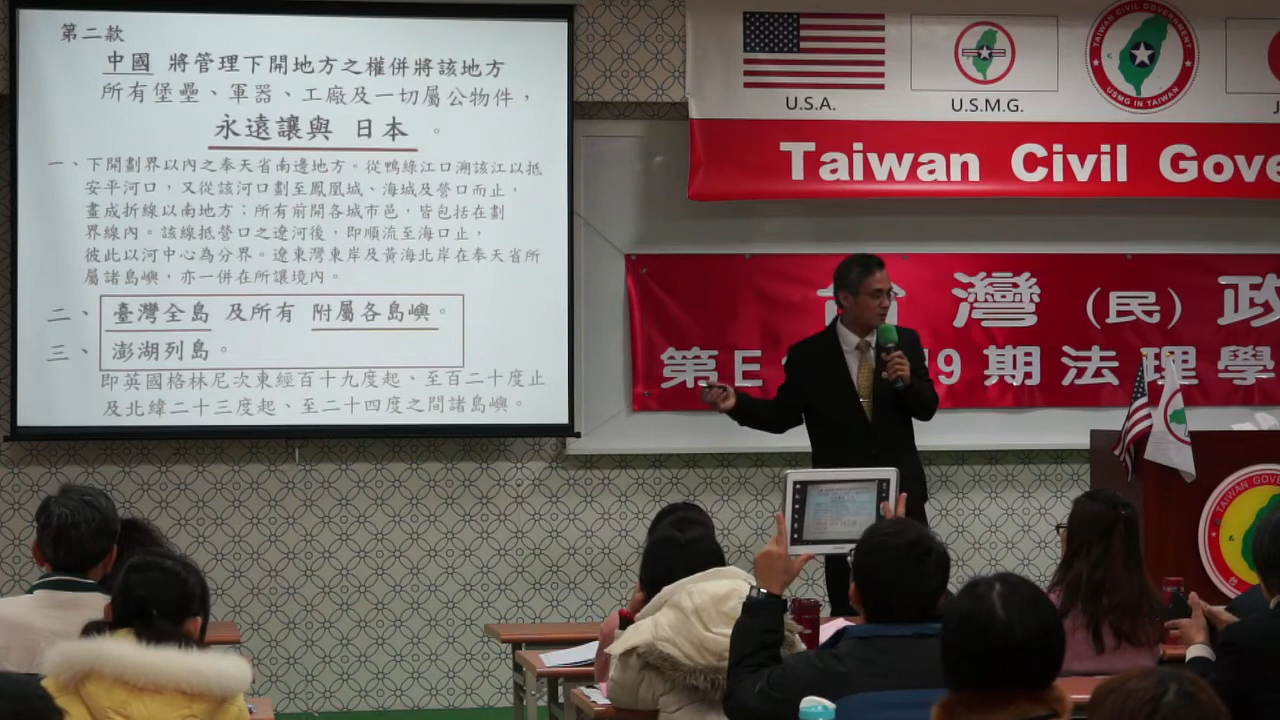 第二款
中國 將管理下開地方之權併將該地方
所有堡壘、軍器、工廠及一切屬公物件，
永遠讓與 日本 。
一、下開劃界以內之奉天省南邊地方。從鴨綠江口溯該江以抵
安平河口，又從該河口劃至鳳凰城、海城及營口而止，
畫成折線以南地方；所有前開各城市邑，皆包括在劃
界線內。該線抵營口之遼河後，即順流至海口止，
彼此以河中心為分界。遼東灣東岸及黃海北岸在奉天省所
屬諸島嶼，亦一併在所讓境內。
二、臺灣全島 及所有 附屬各島嶼。
三、澎湖列島。
即英國格林尼次東經百十九度起、至百二十度止
及北緯二十三度起、至二十四度之間諸島嶼。
U.S.A.
U.S.M.G.
TAIWAN CIVIL GOVERNMENT
USMG IN TAIWAN
J
Taiwan Civil Gove
台灣（民）政
第E
9期法理學
TAIWAN GOVER